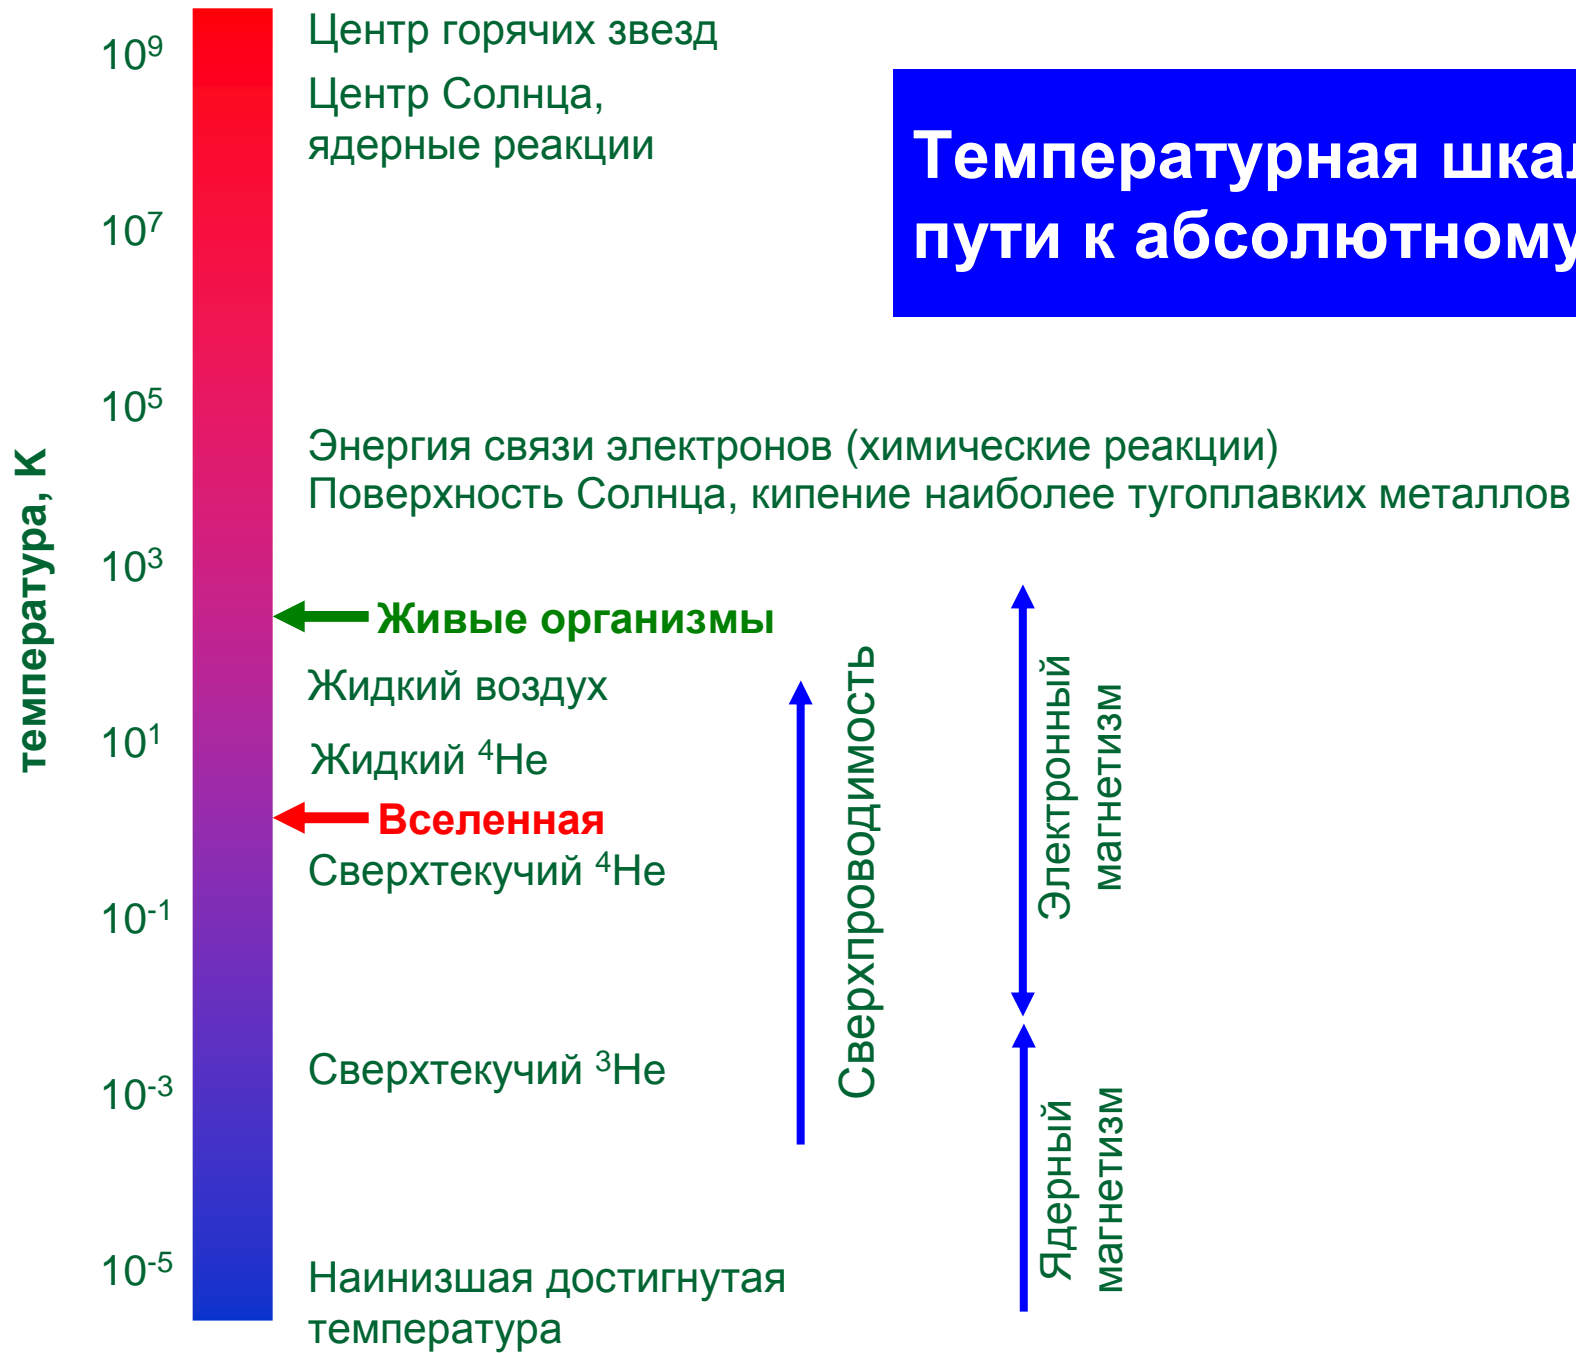 10⁹
Центр горячих звезд
Центр Солнца,
ядерные реакции
Температурная
пути к абсолютному
10⁷
10⁵
Энергия связи электронов (химические реакции)
Поверхность Солнца, кипение наиболее тугоплавких металлов
температура, К
10³
Живые организмы
Жидкий воздух
10¹
Жидкий ⁴He
Вселенная
Сверхтекучий ⁴He
10⁻¹
Сверхпроводимость
Электронный
магнетизм
Сверхтекучий ³He
10⁻³
Ядерный
магнетизм
10⁻⁵
Наинизшая достигнутая
температура